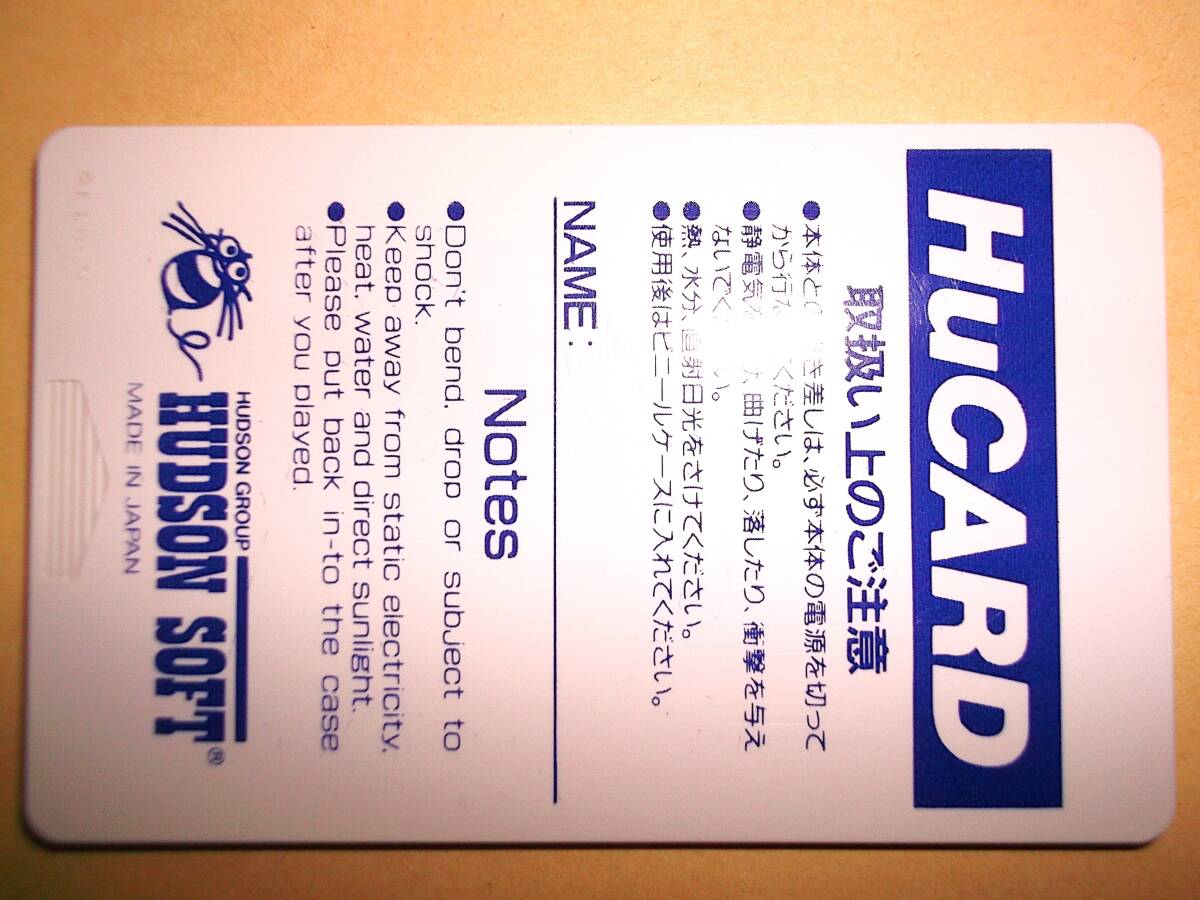 HuCARD
取扱い上のご注意
●本体と き差しは、必ず本体の電源を切って
から行な ください。
●静電気 曲げたり、落したり、衝撃を与え
ないでく い。
●熱、水分、直射日光をさけてください。
●使用後はビニールケースに入れてください。
NAME:
Notes
●Don't bend, drop or subject to
shock.
●Keep away from static electricity,
heat, water and direct sunlight.
●Please put back in-to the case
after you played.
HUDSON GROUP
HUDSON SOFT®
MADE IN JAPAN